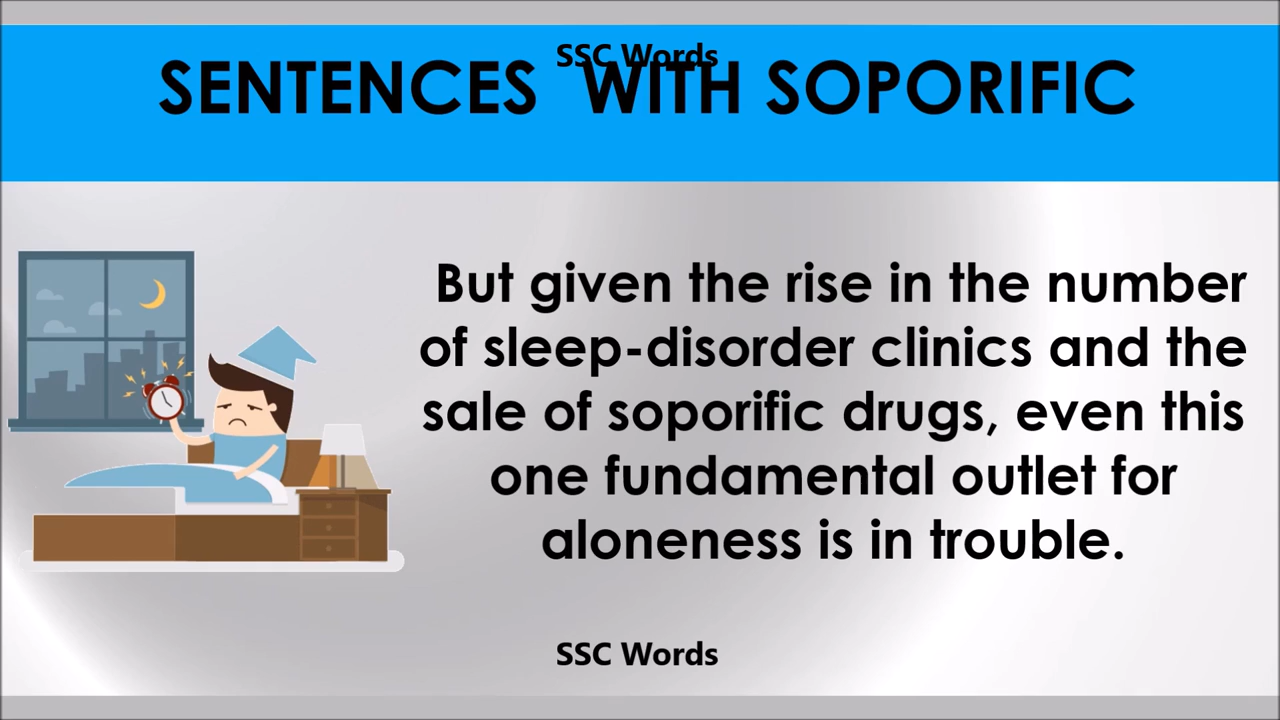 SSC Words
SENTENCES WITH SOPORIFIC
But given the rise in the number
of sleep-disorder clinics and the
sale of soporific drugs, even this
one fundamental outlet for
aloneness is in trouble.
SSC Words